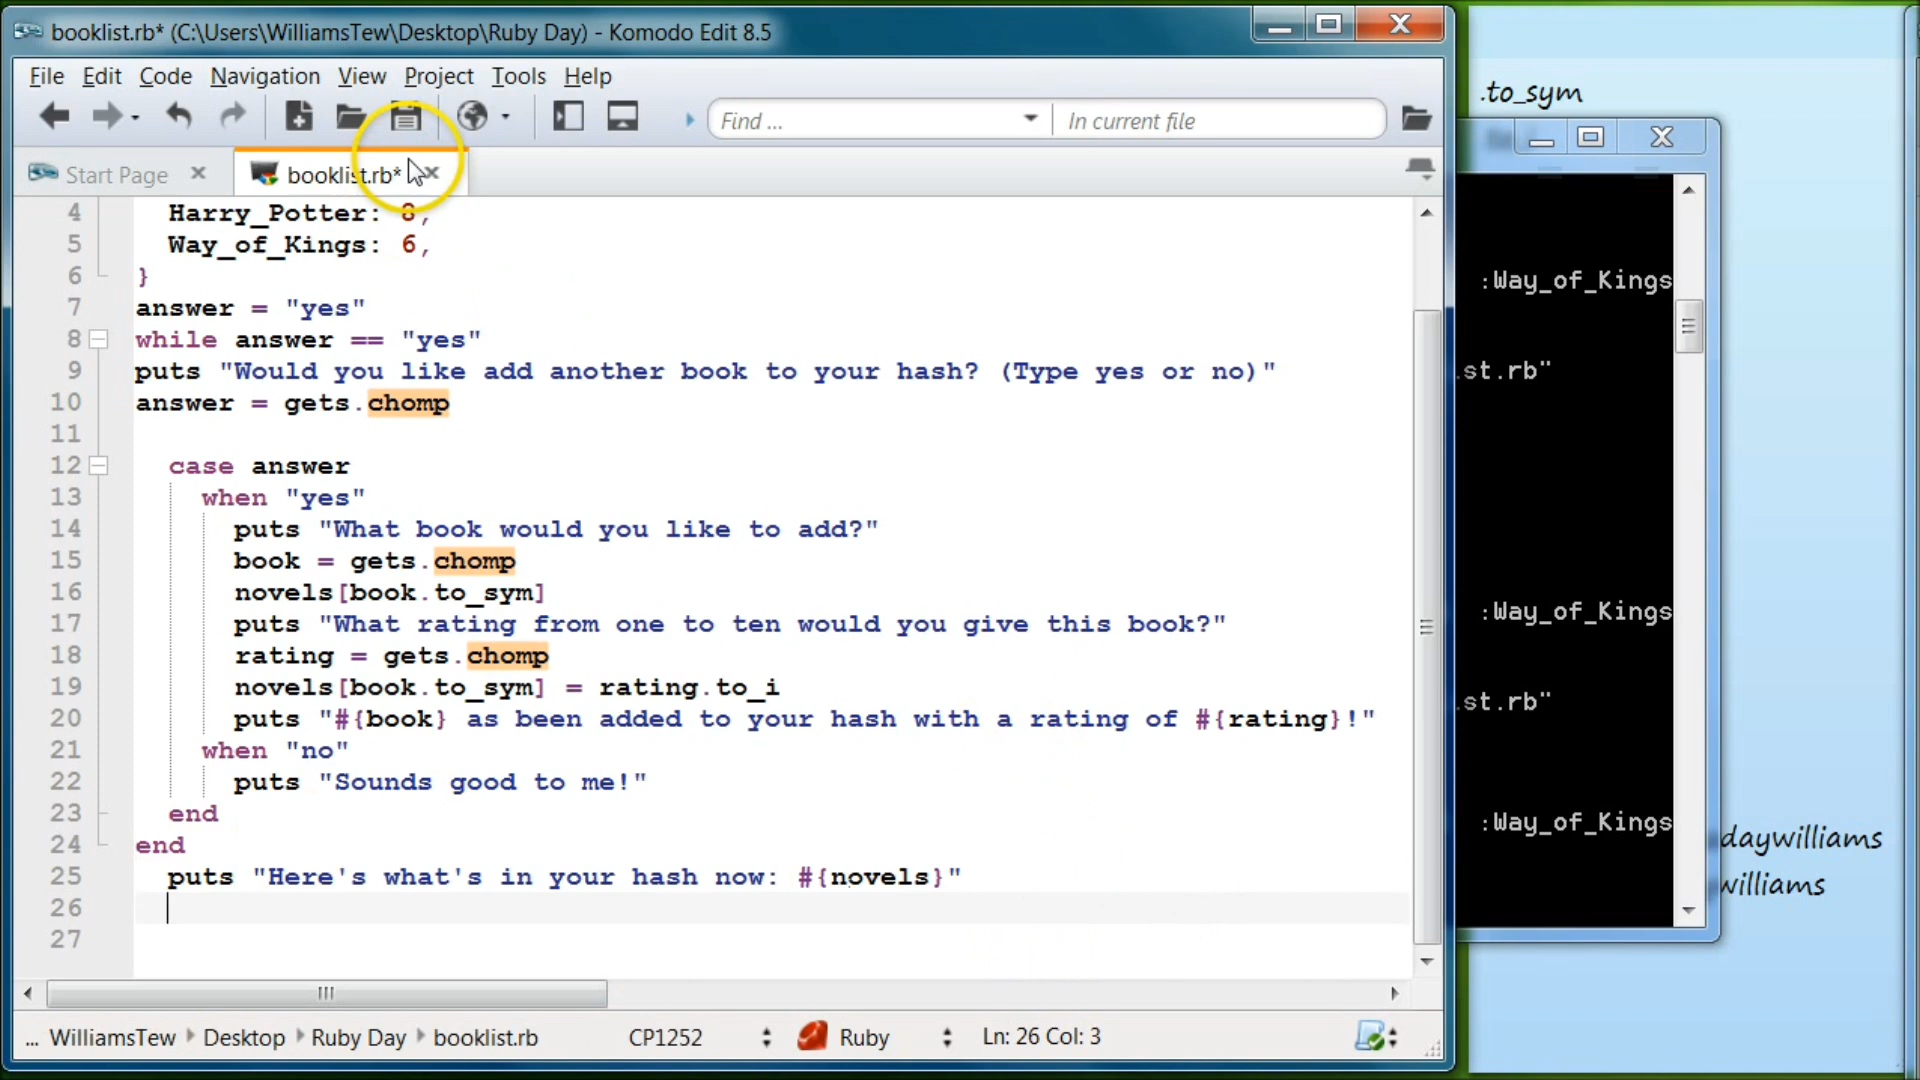 booklist.rb* (C:\Users\WilliamsTew\Desktop\Ruby Day) - Komodo Edit 8.5
File Edit Code Navigation View Project Tools Help
Find ... In current file
Start Page booklist.rb*
4 Harry_Potter: 8,
5 Way_of_Kings: 6,
6 }
7 answer = "yes"
8 while answer == "yes"
9 puts "Would you like add another book to your hash? (Type yes or no)"
10 answer = gets.chomp
11
12 case answer
13 when "yes"
14 puts "What book would you like to add?"
15 book = gets.chomp
16 novels[book.to_sym]
17 puts "What rating from one to ten would you give this book?"
18 rating = gets.chomp
19 novels[book.to_sym] = rating.to_i
20 puts "#{book} as been added to your hash with a rating of #{rating}!"
21 when "no"
22 puts "Sounds good to me!"
23 end
24 end
25 puts "Here's what's in your hash now: #{novels}"
26
27
... WilliamsTew Desktop Ruby Day booklist.rb CP1252 Ruby Ln: 26 Col: 3
.to_sym
:Way_of_Kings
st.rb"
:Way_of_Kings
st.rb"
:Way_of_Kings
daywilliams
williams